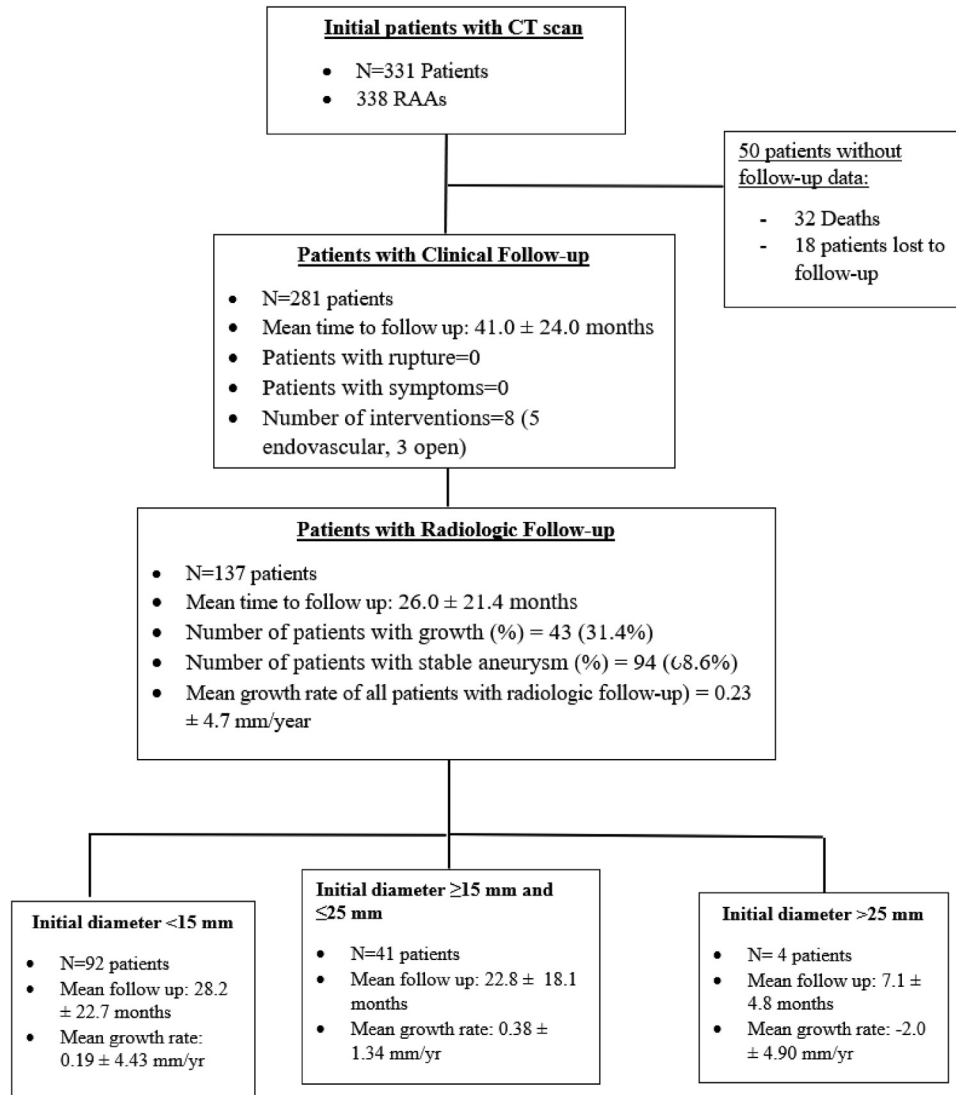 Initial patients with CT scan
• N=331 Patients
• 338 RAAs
50 patients without
follow-up data:
- 32 Deaths
- 18 patients lost to
follow-up
Patients with Clinical Follow-up
• N=281 patients
• Mean time to follow up: 41.0 ± 24.0 months
• Patients with rupture=0
• Patients with symptoms=0
• Number of interventions=8 (5
endovascular, 3 open)
Patients with Radiologic Follow-up
• N=137 patients
• Mean time to follow up: 26.0 ± 21.4 months
• Number of patients with growth (%) = 43 (31.4%)
• Number of patients with stable aneurysm (%) = 94 (68.6%)
• Mean growth rate of all patients with radiologic follow-up) = 0.23
± 4.7 mm/year
Initial diameter <15 mm
• N=92 patients
• Mean follow up: 28.2
± 22.7 months
• Mean growth rate:
0.19 ± 4.43 mm/yr
Initial diameter ≥15 mm and
≤25 mm
• N=41 patients
• Mean follow up: 22.8 ± 18.1
months
• Mean growth rate: 0.38 ±
1.34 mm/yr
Initial diameter >25 mm
• N= 4 patients
• Mean follow up: 7.1 ±
4.8 months
• Mean growth rate: -2.0
± 4.90 mm/yr